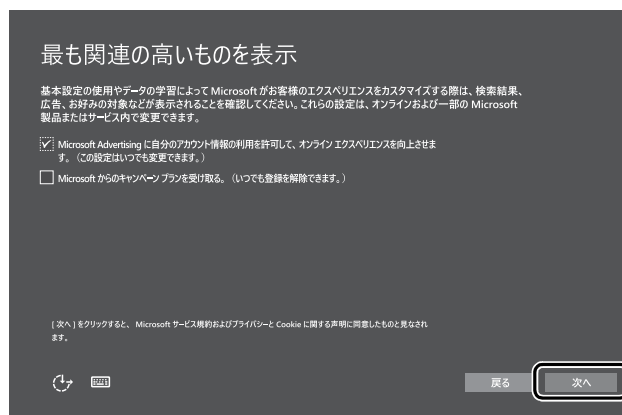 最も関連の高いものを表示
基本設定の使用やデータの学習によって Microsoft がお客様のエクスペリエンスをカスタマイズする際は、検索結果、
広告、お好みの対象などが表示されることを確認してください。これらの設定は、オンラインおよび一部の Microsoft
製品またはサービス内で変更できます。
Microsoft Advertising に自分のアカウント情報の利用を許可して、オンライン エクスペリエンスを向上させま
す。（この設定はいつでも変更できます。）
Microsoft からのキャンペーン プランを受け取る。（いつでも登録を解除できます。）
[ 次へ ] をクリックすると、 Microsoft サービス規約およびプライバシーと Cookie に関する声明に同意したものと見なされ
ます。
戻る 次へ